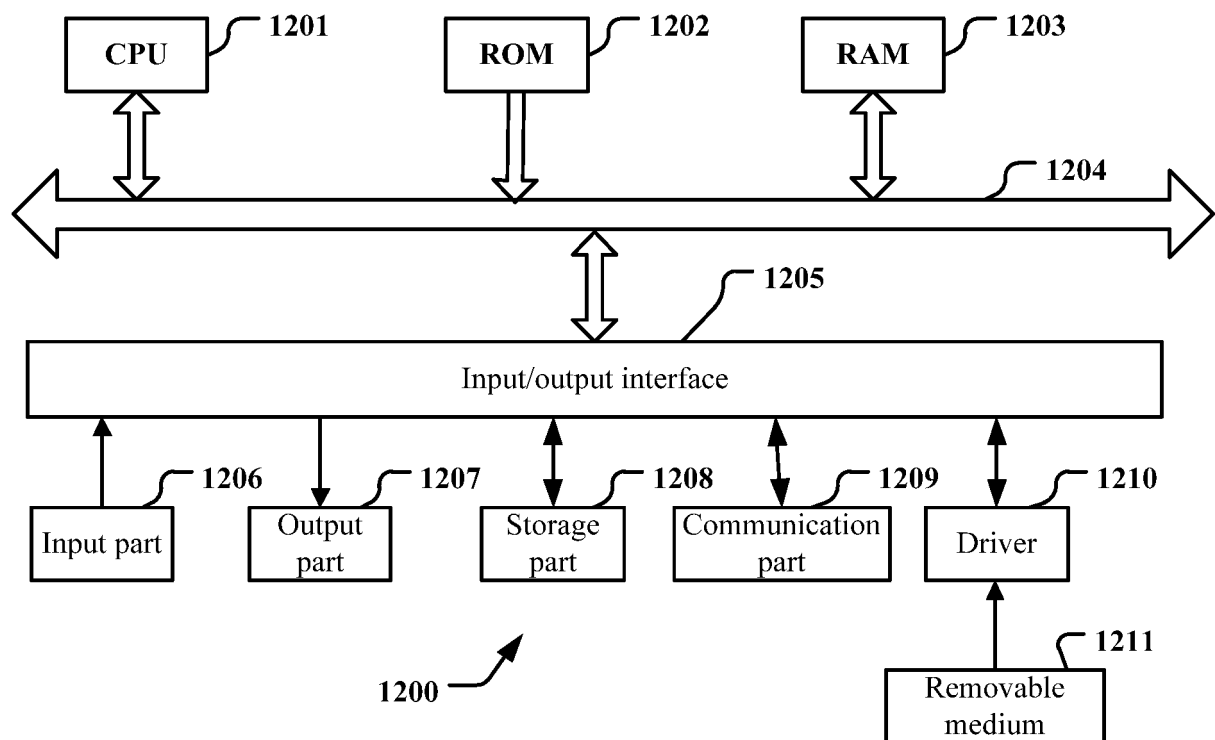 CPU 1201 ROM 1202 RAM 1203
1204
1205
Input/output interface
1206 1207 1208 1209 1210
Input part Output Storage Communication Driver
part part part
1211
1200
Removable
medium